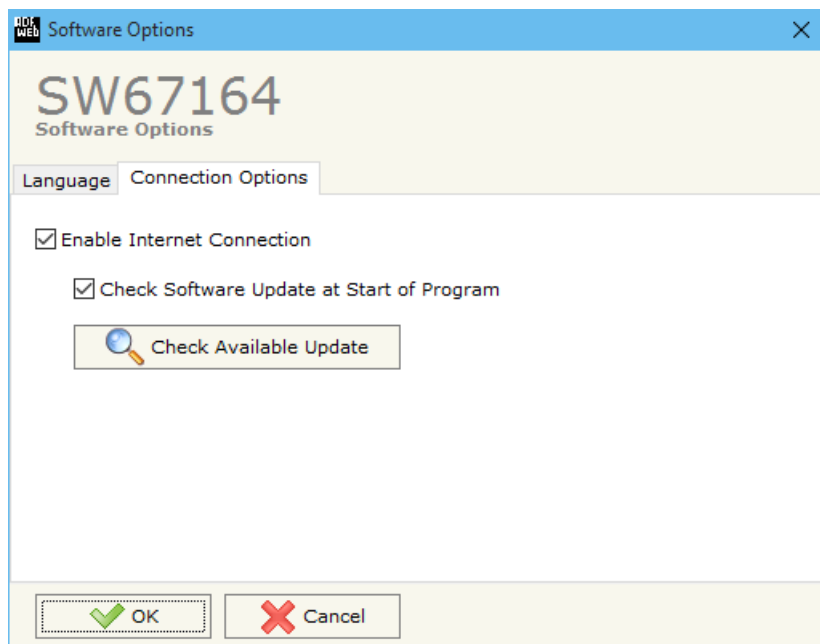 ADF
WEB
Software Options
SW67164
Software Options
Language
Connection Options
Enable Internet Connection
Check Software Update at Start of Program
Check Available Update
OK
Cancel